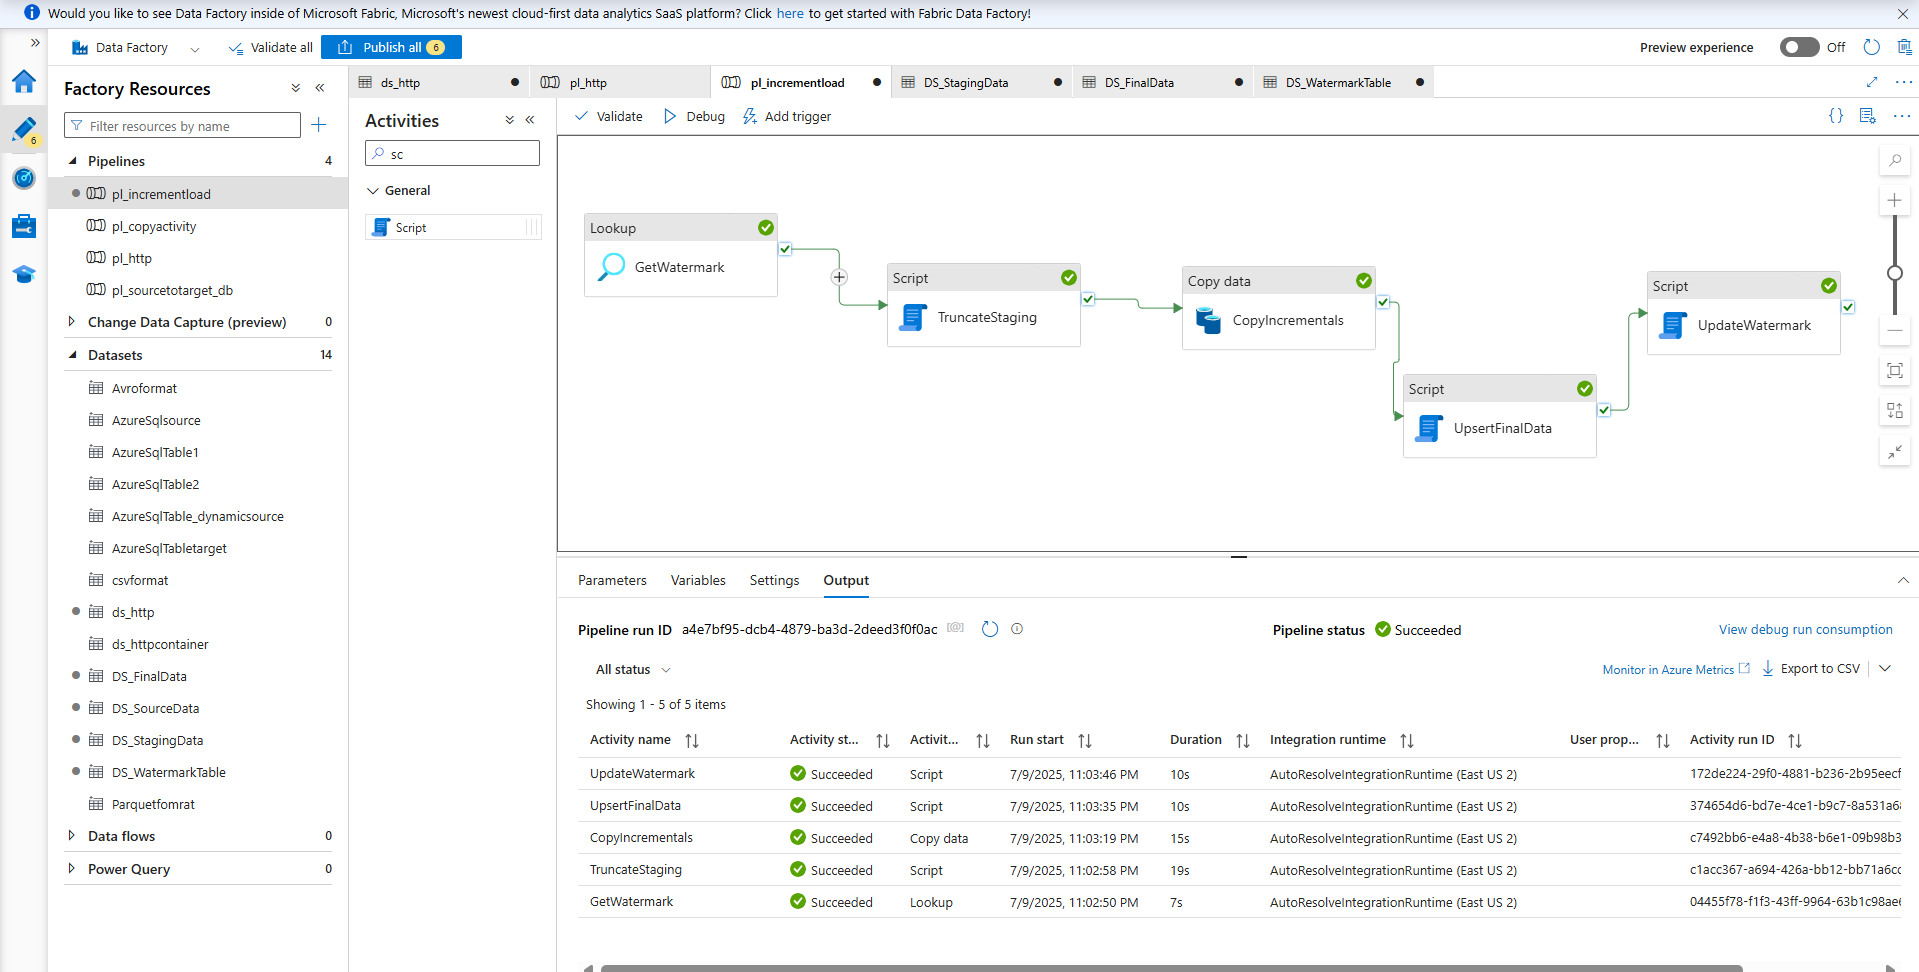 Would you like to see Data Factory inside of Microsoft Fabric, Microsoft's newest cloud-first data analytics SaaS platform? Click here to get started with Fabric Data Factory!
Data Factory
Validate all
Publish all 6
Preview experience
Off
6
Factory Resources
Filter resources by name
Pipelines 4
pl_incrementload
pl_copyactivity
pl_http
pl_sourcetotarget_db
Change Data Capture (preview) 0
Datasets 14
Avroformat
AzureSqlsource
AzureSqlTable1
AzureSqlTable2
AzureSqlTable_dynamicsource
AzureSqlTabletarget
csvformat
ds_http
ds_httpcontainer
DS_FinalData
DS_SourceData
DS_StagingData
DS_WatermarkTable
Parquetfomrat
Data flows 0
Power Query 0
ds_http
pl_http
pl_incrementload
DS_StagingData
DS_FinalData
DS_WatermarkTable
Activities
sc
General
Script
Validate
Debug
Add trigger
{}
Lookup
GetWatermark
Script
TruncateStaging
Copy data
CopyIncrementals
Script
UpsertFinalData
Script
UpdateWatermark
Parameters Variables Settings Output
Pipeline run ID a4e7bf95-dcb4-4879-ba3d-2deed3f0f0ac
Pipeline status Succeeded
View debug run consumption
All status
Monitor in Azure Metrics
Export to CSV
Showing 1 - 5 of 5 items
Activity name Activity st... Activit... Run start Duration Integration runtime User prop... Activity run ID
UpdateWatermark Succeeded Script 7/9/2025, 11:03:46 PM 10s AutoResolveIntegrationRuntime (East US 2) 172de224-29f0-4881-b236-2b95eecf
UpsertFinalData Succeeded Script 7/9/2025, 11:03:35 PM 10s AutoResolveIntegrationRuntime (East US 2) 374654d6-bd7e-4ce1-b9c7-8a531a68
CopyIncrementals Succeeded Copy data 7/9/2025, 11:03:19 PM 15s AutoResolveIntegrationRuntime (East US 2) c7492bb6-e4a8-4b38-b6e1-09b98b3
TruncateStaging Succeeded Script 7/9/2025, 11:02:58 PM 19s AutoResolveIntegrationRuntime (East US 2) c1acc367-a694-426a-bb12-bb71a6cc
GetWatermark Succeeded Lookup 7/9/2025, 11:02:50 PM 7s AutoResolveIntegrationRuntime (East US 2) 04455f78-f1f3-43ff-9964-63b1c98ae6